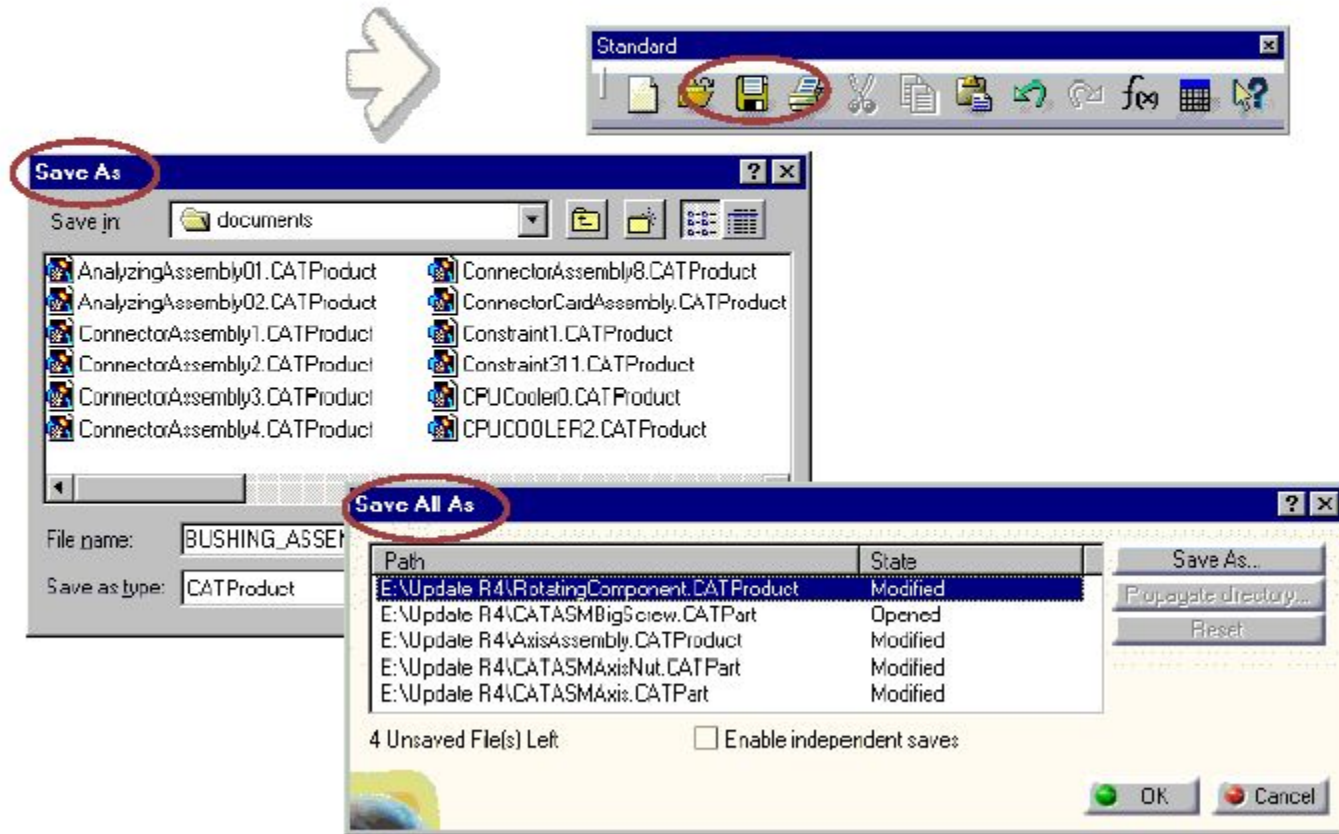 Standard
f(x)
Save As
Save in:
documents
AnalyzingAssembly01.CATProduct
AnalyzingAssembly02.CATProduct
ConnectorAssembly1.CATProduct
ConnectorAssembly2.CATProduct
ConnectorAssembly3.CATProduct
ConnectorAssembly4.CATProduct
ConnectorAssembly8.CATProduct
ConnectorCardAssembly.CATProduct
Constraint1.CATProduct
Constraint311.CATProduct
CPUCooler0.CATProduct
CPUCOOLER2.CATProduct
File name:
BUSHING_ASSEM
Save as type:
CATProduct
Save All As
Path State
E:\Update R4\RotatingComponent.CATProduct Modified
E:\Update R4\CATASMBigScrew.CATPart Opened
E:\Update R4\AxisAssembly.CATProduct Modified
E:\Update R4\CATASMAxisNut.CATPart Modified
E:\Update R4\CATASMAxis.CATPart Modified
Save As...
Propagate directory...
Reset
4 Unsaved File(s) Left
Enable independent saves
OK
Cancel